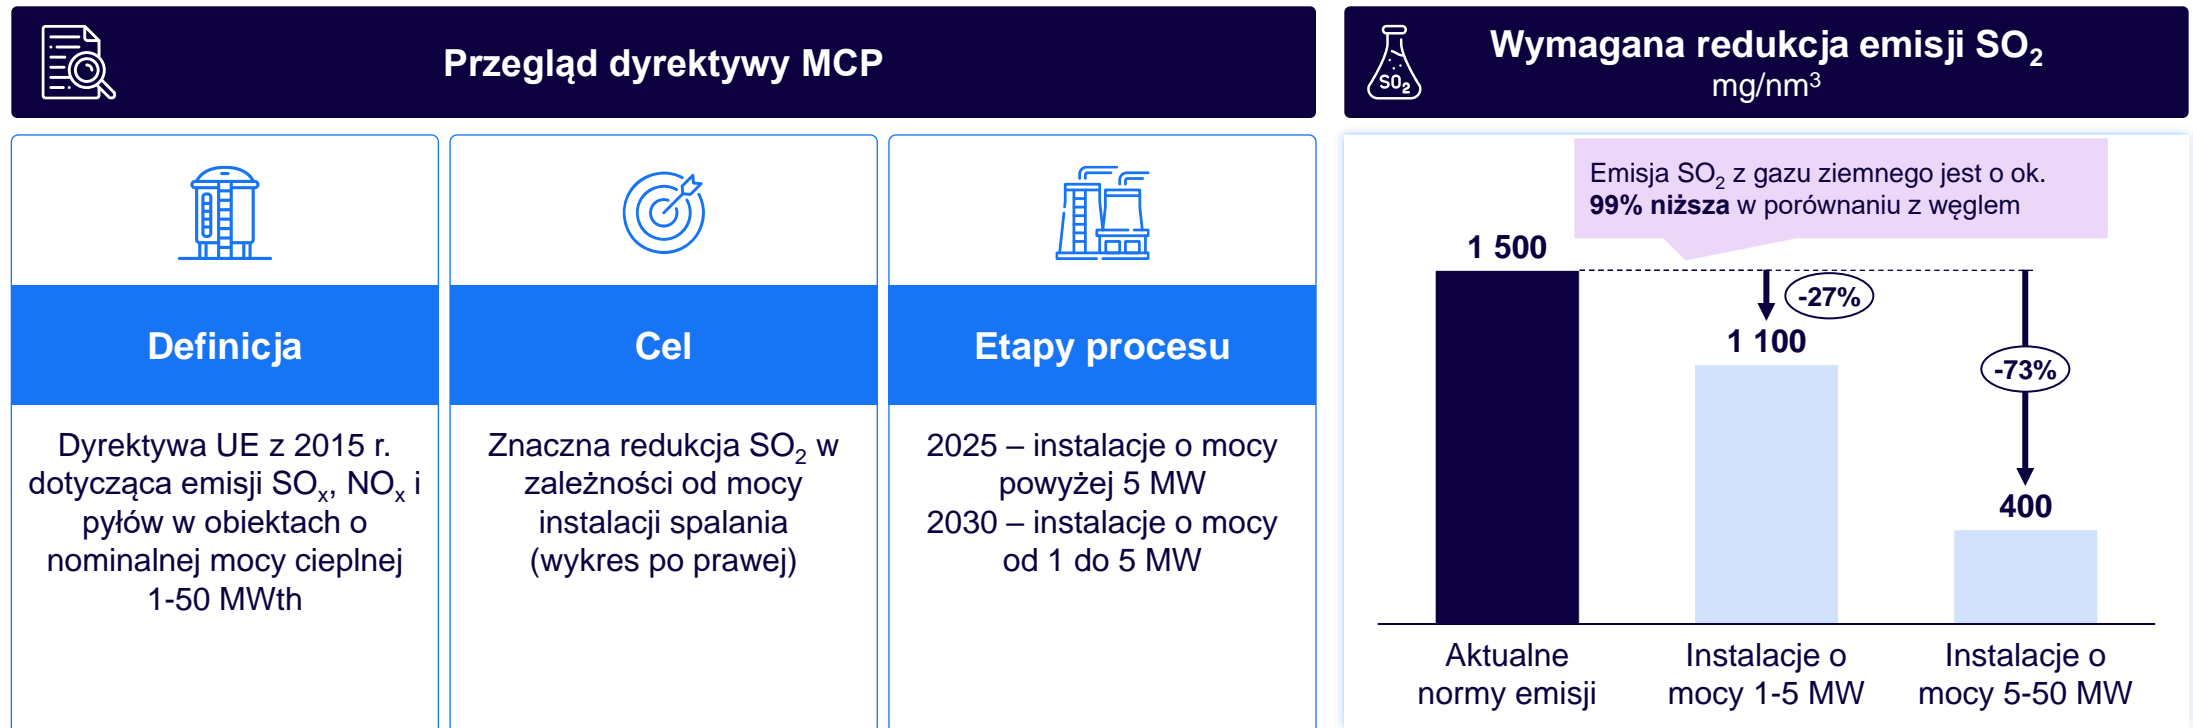 Przegląd dyrektywy MCP
Definicja
Dyrektywa UE z 2015 r.
dotycząca emisji SOₓ, NOₓ i
pyłów w obiektach o
nominalnej mocy cieplnej
1-50 MWth
Cel
Znaczna redukcja SO₂ w
zależności od mocy
instalacji spalania
(wykres po prawej)
Etapy procesu
2025 – instalacje o mocy
powyżej 5 MW
2030 – instalacje o mocy
od 1 do 5 MW
SO₂
Wymagana redukcja emisji SO₂
mg/nm³
Emisja SO₂ z gazu ziemnego jest o ok.
99% niższa w porównaniu z węglem
1 500
-27%
1 100
-73%
400
Aktualne
normy emisji
Instalacje o
mocy 1-5 MW
Instalacje o
mocy 5-50 MW